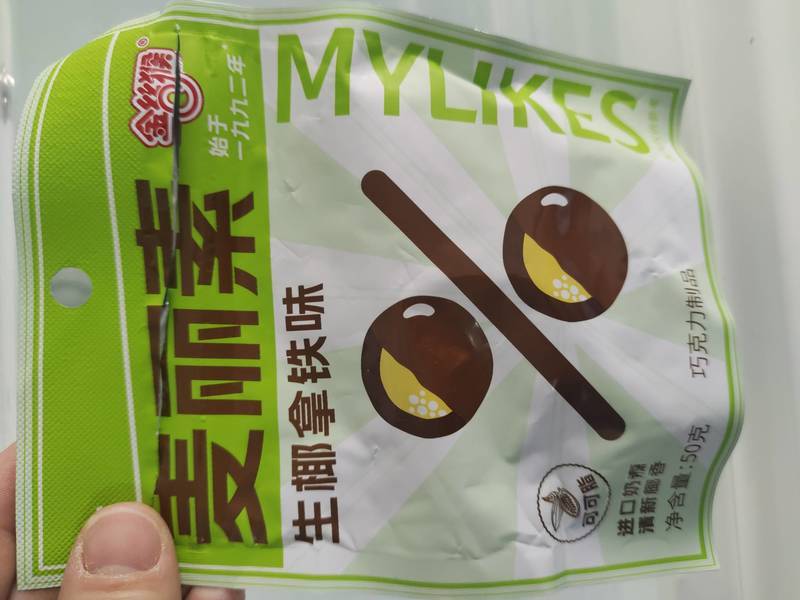 金丝猴®
始于
一九九二年
麦丽素
生椰拿铁味
MYLIKES
可可脂
进口奶源
清新脆香
净含量:50克
巧克力制品